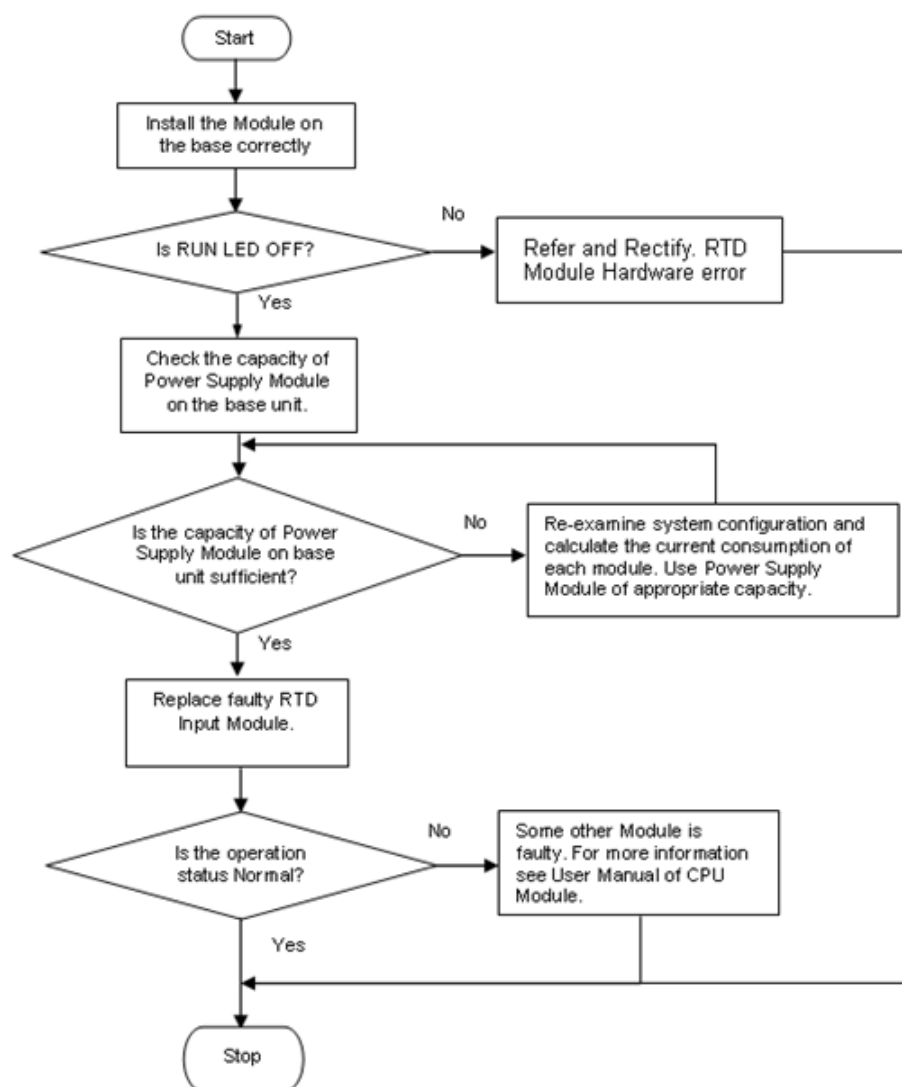 Start
Install the Module on
the base correctly
No
Is RUN LED OFF?
Refer and Rectify. RTD
Module Hardware error
Yes
Check the capacity of
Power Supply Module
on the base unit.
Is the capacity of Power
Supply Module on base
unit sufficient?
No
Re-examine system configuration and
calculate the current consumption of
each module. Use Power Supply
Module of appropriate capacity.
Yes
Replace faulty RTD
Input Module.
Is the operation
status Normal?
No
Some other Module is
faulty. For more information
see User Manual of CPU
Module.
Yes
Stop